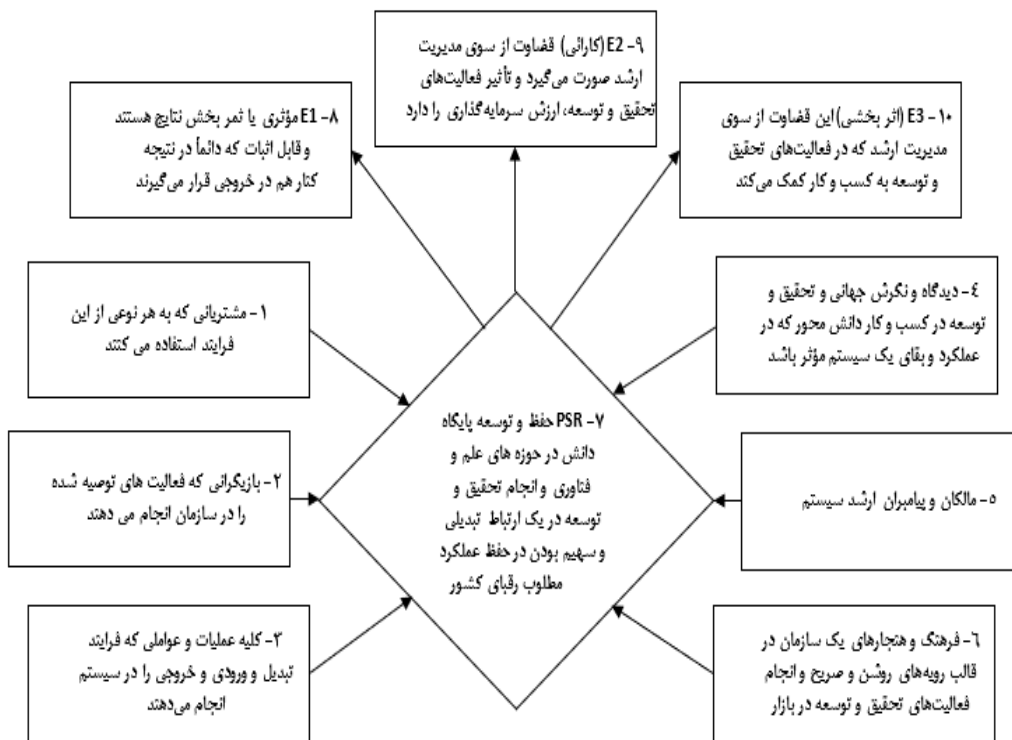 ۹- E2 (کارائی) قضاوت از سوی مدیریت
ارشد صورت می‌گیرد و تأثیر فعالیت‌های
تحقیق و توسعه، ارزش سرمایه‌گذاری را دارد
۸- E1 مؤثری یا ثمر بخش نتایج هستند
و قابل اثبات که دائماً در نتیجه
کنار هم در خروجی قرار می‌گیرند
۱۰- E3 (اثر بخشی) این قضاوت از سوی
مدیریت ارشد که در فعالیت‌های تحقیق
و توسعه به کسب و کار کمک می‌کند
۱- مشتریانی که به هر نوعی از این
فرایند استفاده می کنند
۴- دیدگاه و نگرش جهانی و تحقیق و
توسعه در کسب و کار دانش محور که در
عملکرد و بقای یک سیستم مؤثر باشد
۲- بازیگرانی که فعالیت های توصیه شده
را در سازمان انجام می دهند
۷- PSR حفظ و توسعه پایگاه
دانش در حوزه های علم و
فناوری و انجام تحقیق و
توسعه در یک ارتباط تبدیلی
و سهیم بودن در حفظ عملکرد
مطلوب رقبای کشور
۵- مالکان و پیامبران ارشد سیستم
۳- کلیه عملیات و عواملی که فرایند
تبدیل و ورودی و خروجی را در سیستم
انجام می‌دهند
۶- فرهنگ و هنجارهای یک سازمان در
قالب رویه‌های روشن و صریح و انجام
فعالیت‌های تحقیق و توسعه در بازار